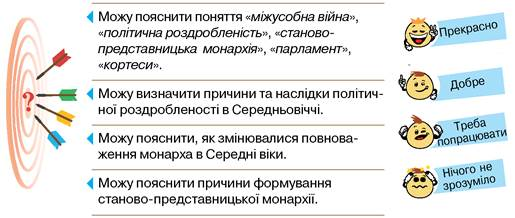 Можу пояснити поняття «міжусобна війна»,
«політична роздробленість», «станово-
представницька монархія», «парламент»,
«кортеси».
Можу визначити причини та наслідки політич-
ної роздробленості в Середньовіччі.
Можу пояснити, як змінювалися повнова-
ження монарха в Середні віки.
Можу пояснити причини формування
станово-представницької монархії.
?
Прекрасно
Добре
Треба
попрацювати
Нічого не
зрозуміло